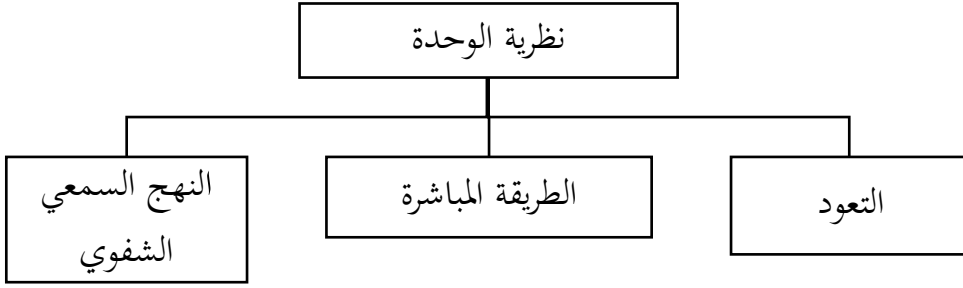 نظرية الوحدة
التعود
الطريقة المباشرة
النهج السمعي
الشفوي